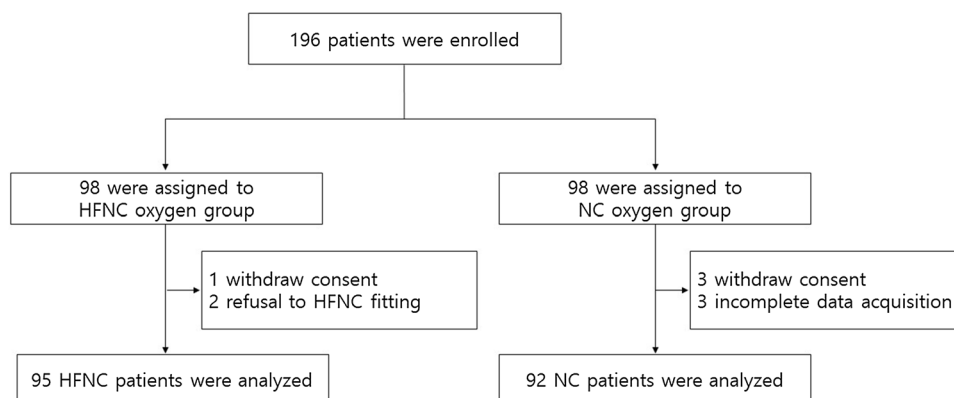 196 patients were enrolled
98 were assigned to
HFNC oxygen group
98 were assigned to
NC oxygen group
1 withdraw consent
2 refusal to HFNC fitting
3 withdraw consent
3 incomplete data acquisition
95 HFNC patients were analyzed
92 NC patients were analyzed